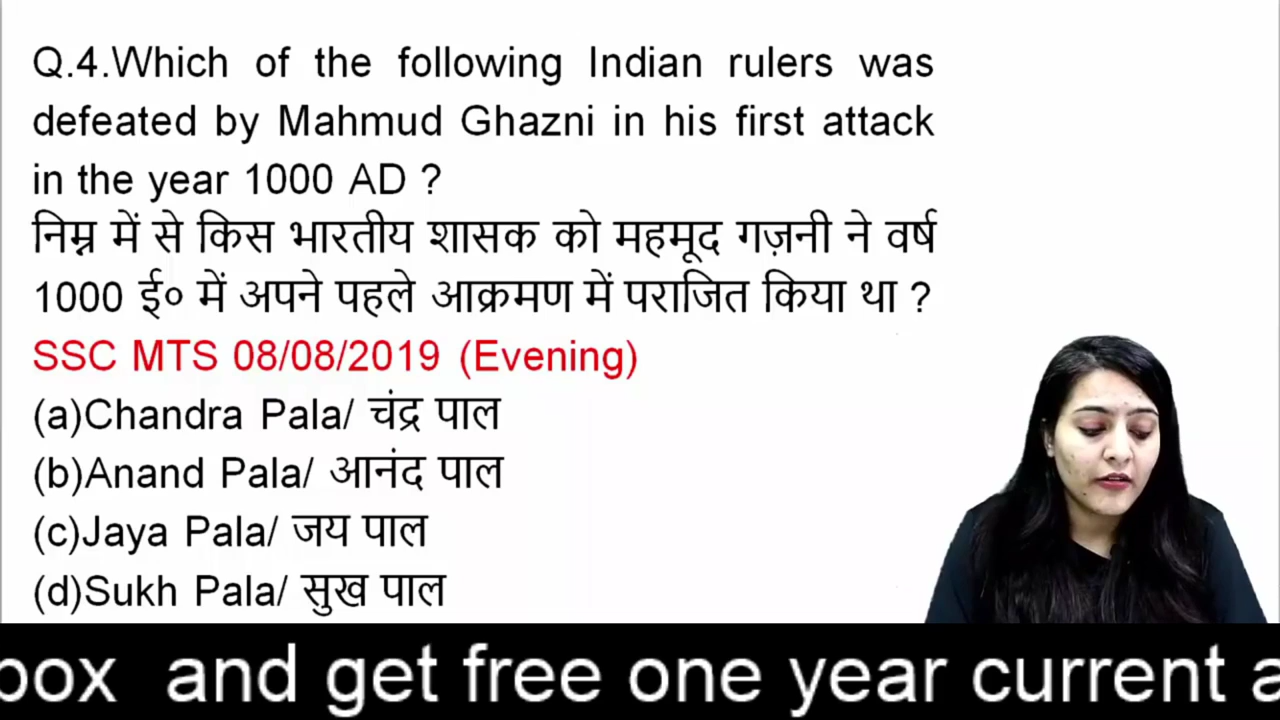 Q.4.Which of the following Indian rulers was
defeated by Mahmud Ghazni in his first attack
in the year 1000 AD ?
निम्न में से किस भारतीय शासक को महमूद गज़नी ने वर्ष
1000 ई० में अपने पहले आक्रमण में पराजित किया था ?
SSC MTS 08/08/2019 (Evening)
(a)Chandra Pala/ चंद्र पाल
(b)Anand Pala/ आनंद पाल
(c)Jaya Pala/ जय पाल
(d)Sukh Pala/ सुख पाल
box and get free one year current a